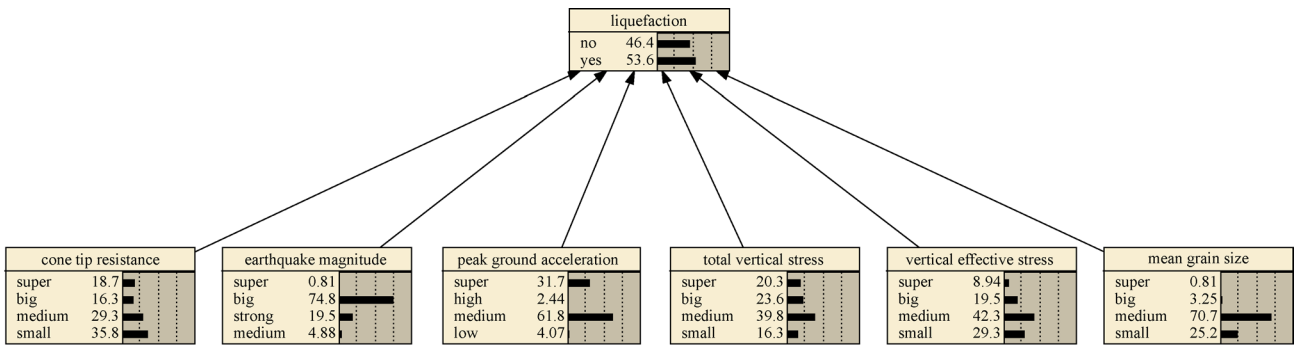 liquefaction
no 46.4
yes 53.6
cone tip resistance
super 18.7
big 16.3
medium 29.3
small 35.8
earthquake magnitude
super 0.81
big 74.8
strong 19.5
medium 4.88
peak ground acceleration
super 31.7
high 2.44
medium 61.8
low 4.07
total vertical stress
super 20.3
big 23.6
medium 39.8
small 16.3
vertical effective stress
super 8.94
big 19.5
medium 42.3
small 29.3
mean grain size
super 0.81
big 3.25
medium 70.7
small 25.2